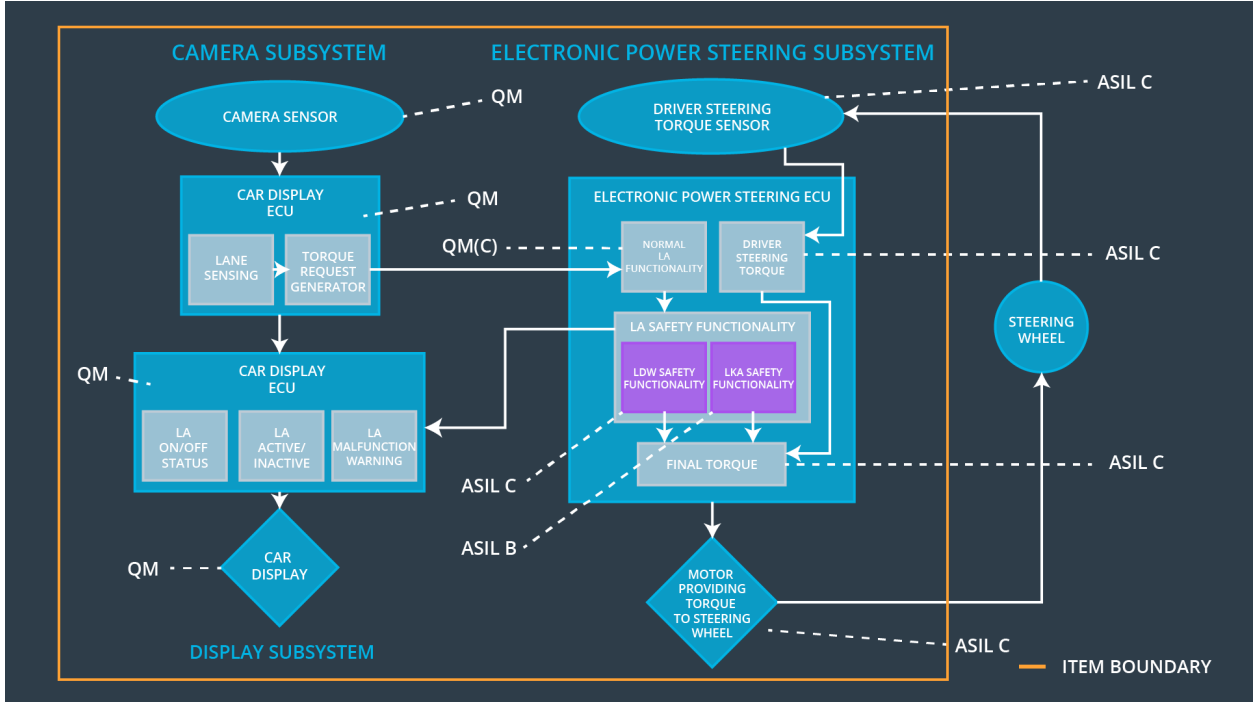 CAMERA SUBSYSTEM
ELECTRONIC POWER STEERING SUBSYSTEM
CAMERA SENSOR
QM
DRIVER STEERING
TORQUE SENSOR
ASIL C
CAR DISPLAY
ECU
QM
LANE
SENSING
TORQUE
REQUEST
GENERATOR
ELECTRONIC POWER STEERING ECU
QM(C)
NORMAL
LA
FUNCTIONALITY
DRIVER
STEERING
TORQUE
ASIL C
STEERING
WHEEL
LA SAFETY FUNCTIONALITY
LDW SAFETY
FUNCTIONALITY
LKA SAFETY
FUNCTIONALITY
QM
CAR DISPLAY
ECU
LA
ON/OFF
STATUS
LA
ACTIVE/
INACTIVE
LA
MALFUNCTION
WARNING
FINAL TORQUE
ASIL C
ASIL C
ASIL B
QM
CAR
DISPLAY
MOTOR
PROVIDING
TORQUE
TO STEERING
WHEEL
ASIL C
DISPLAY SUBSYSTEM
ITEM BOUNDARY